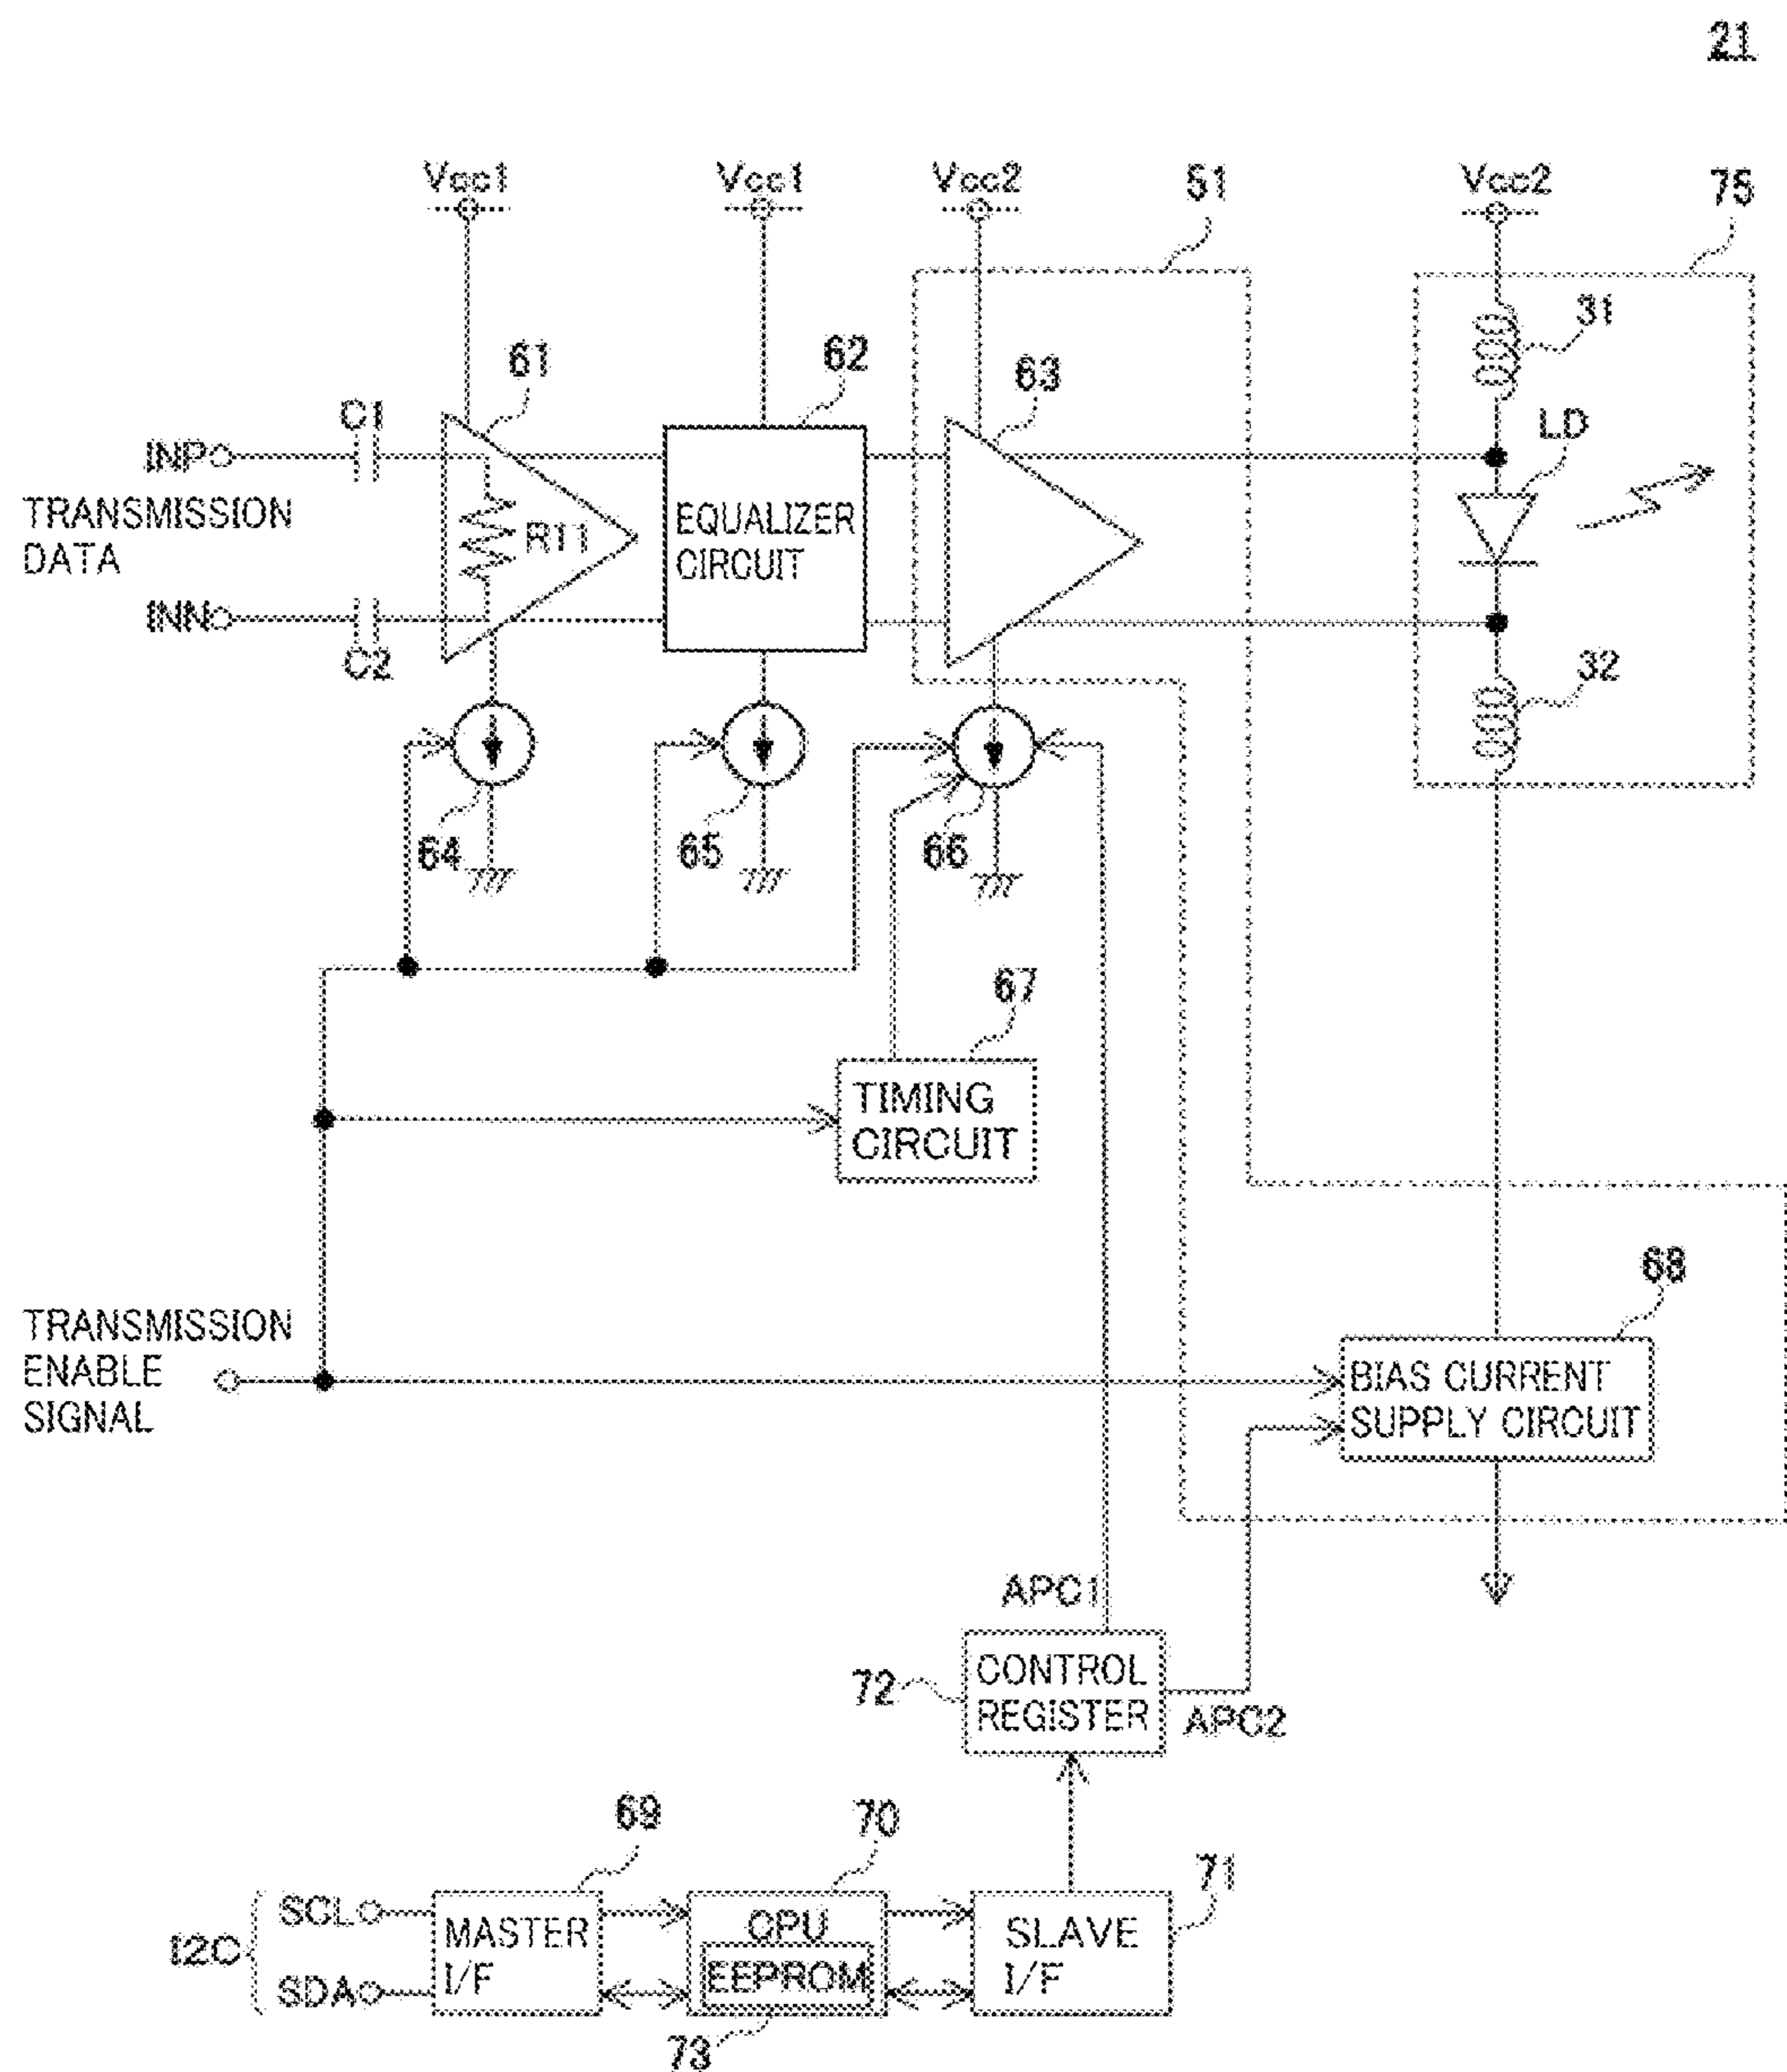 21
Vcc1
Vcc1
Vcc2
51
Vcc2
75
31
61
62
63
C1
LD
INP
TRANSMISSION
DATA
R11
EQUALIZER
CIRCUIT
INN
C2
32
64
65
66
67
TIMING
CIRCUIT
68
TRANSMISSION
ENABLE
SIGNAL
BIAS CURRENT
SUPPLY CIRCUIT
APC1
72
CONTROL
REGISTER
APC2
69
70
71
I2C
SCL
SDA
MASTER
I/F
CPU
EEPROM
SLAVE
I/F
73